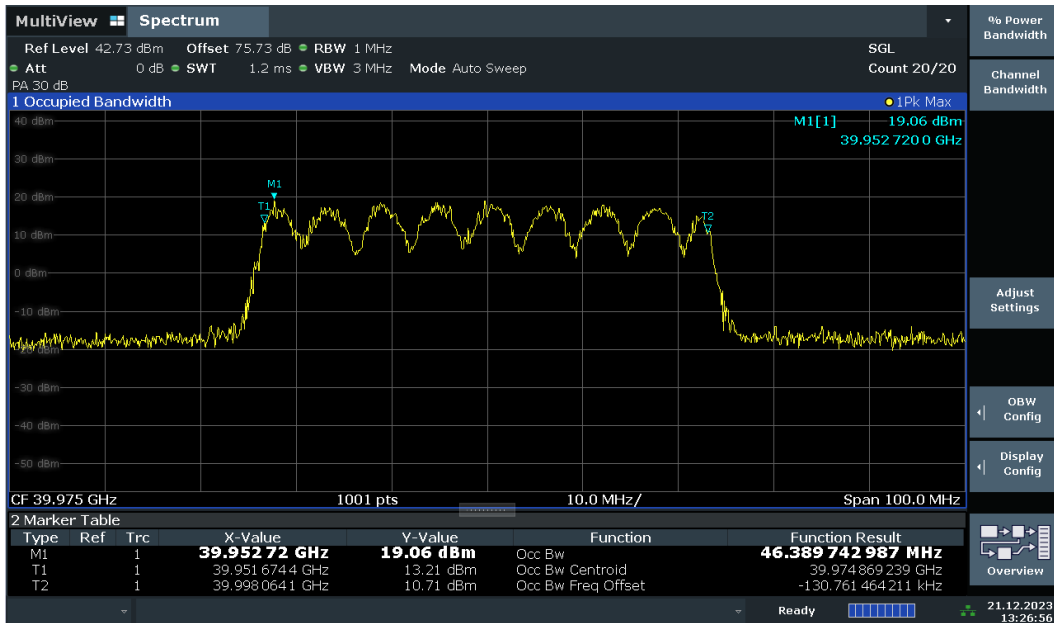 MultiView Spectrum
Ref Level 42.73 dBm Offset 75.73 dB RBW 1 MHz SGL
Att 0 dB SWT 1.2 ms VBW 3 MHz Mode Auto Sweep Count 20/20
PA 30 dB
1 Occupied Bandwidth 1Pk Max
M1[1] 19.06 dBm
39.952 720 0 GHz
40 dBm
30 dBm
M1
20 dBm
T1
T2
10 dBm
0 dBm
-10 dBm
-20 dBm
-30 dBm
-40 dBm
-50 dBm
CF 39.975 GHz 1001 pts 10.0 MHz/ Span 100.0 MHz
2 Marker Table
Type Ref Trc X-Value Y-Value Function Function Result
M1 1 39.952 72 GHz 19.06 dBm Occ Bw 46.389 742 987 MHz
T1 1 39.951 674 4 GHz 13.21 dBm Occ Bw Centroid 39.974 869 239 GHz
T2 1 39.998 064 1 GHz 10.71 dBm Occ Bw Freq Offset -130.761 464 211 kHz
Ready 21.12.2023
13:26:56
% Power
Bandwidth
Channel
Bandwidth
Adjust
Settings
OBW
Config
Display
Config
Overview